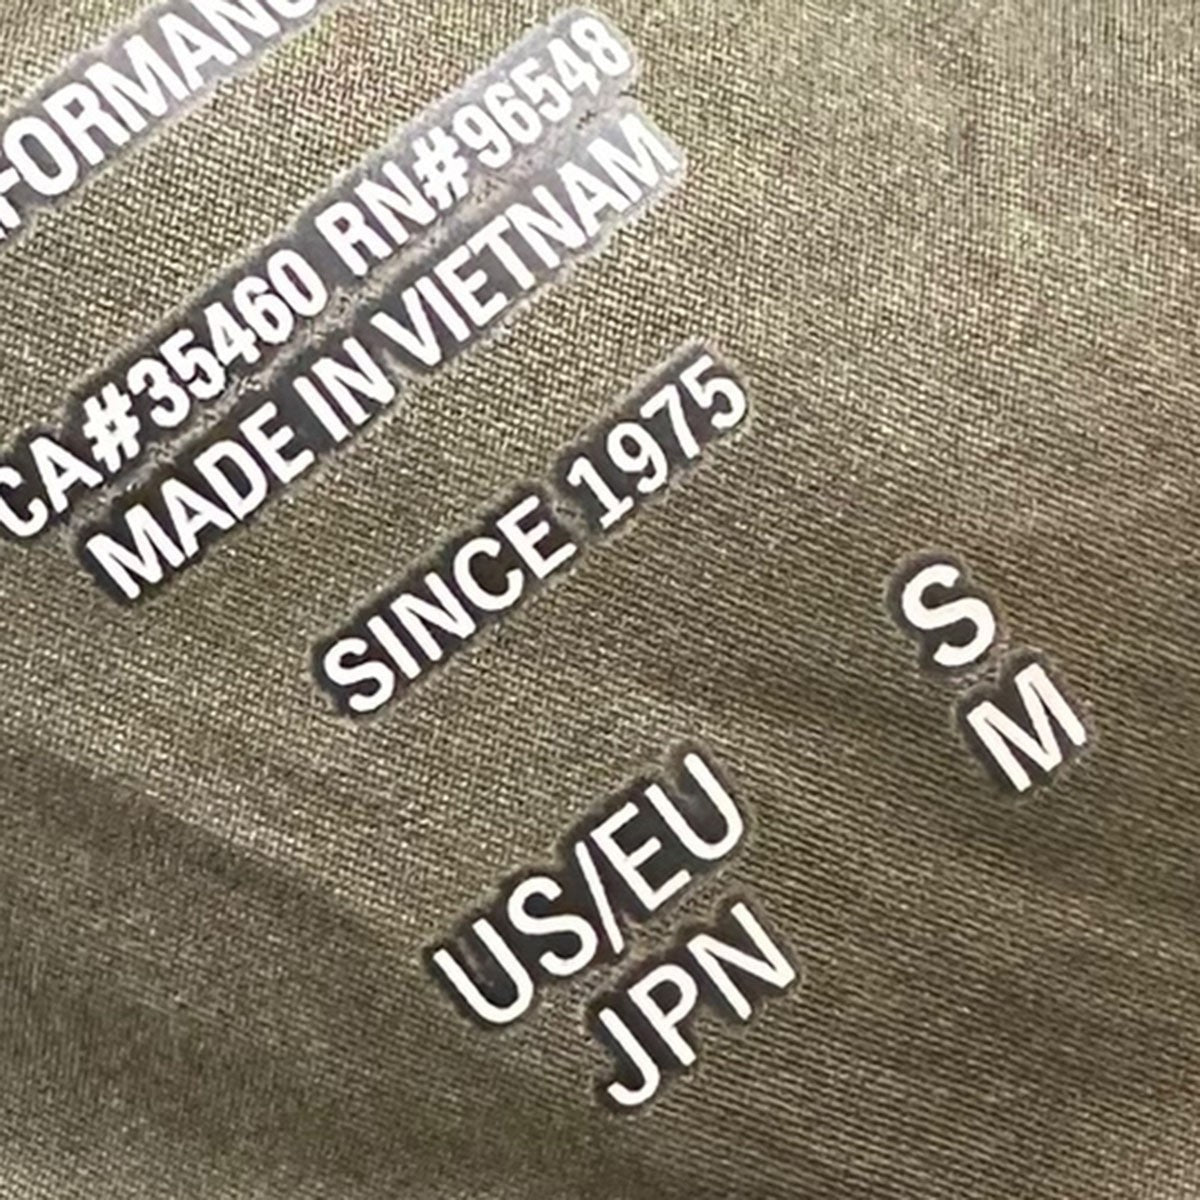 CA#35460 RN#96548
MADE IN VIETNAM
SINCE 1975
US/EU S
JPN M